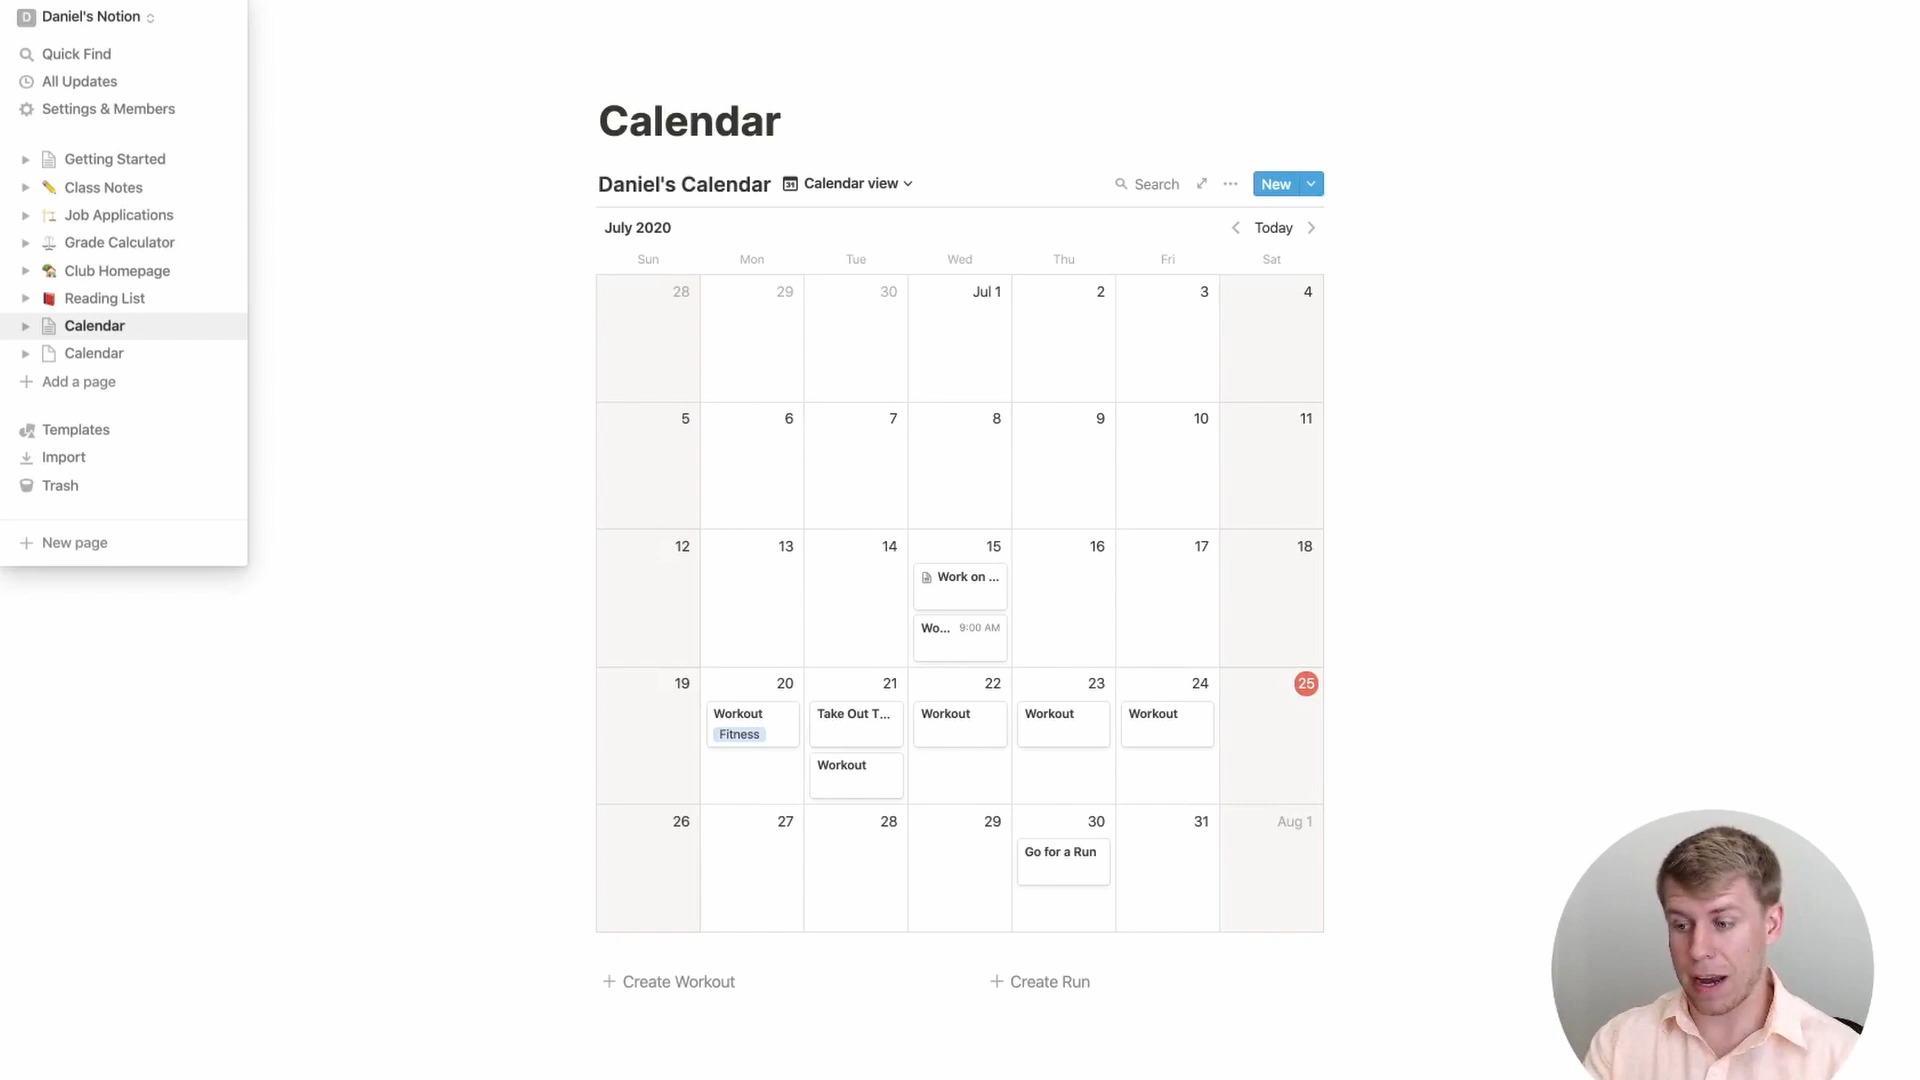 D Daniel's Notion
Quick Find
All Updates
Settings & Members
Getting Started
Class Notes
Job Applications
Grade Calculator
Club Homepage
Reading List
Calendar
Calendar
+ Add a page
Templates
Import
Trash
+ New page
Calendar
Daniel's Calendar 31 Calendar view
Search ... New
July 2020
< Today >
Sun Mon Tue Wed Thu Fri Sat
28 29 30 Jul 1 2 3 4
5 6 7 8 9 10 11
12 13 14 15 16 17 18
Work on ...
Wo... 9:00 AM
19 20 21 22 23 24 25
Workout Take Out T... Workout Workout Workout
Fitness
Workout
26 27 28 29 30 31 Aug 1
Go for a Run
+ Create Workout + Create Run